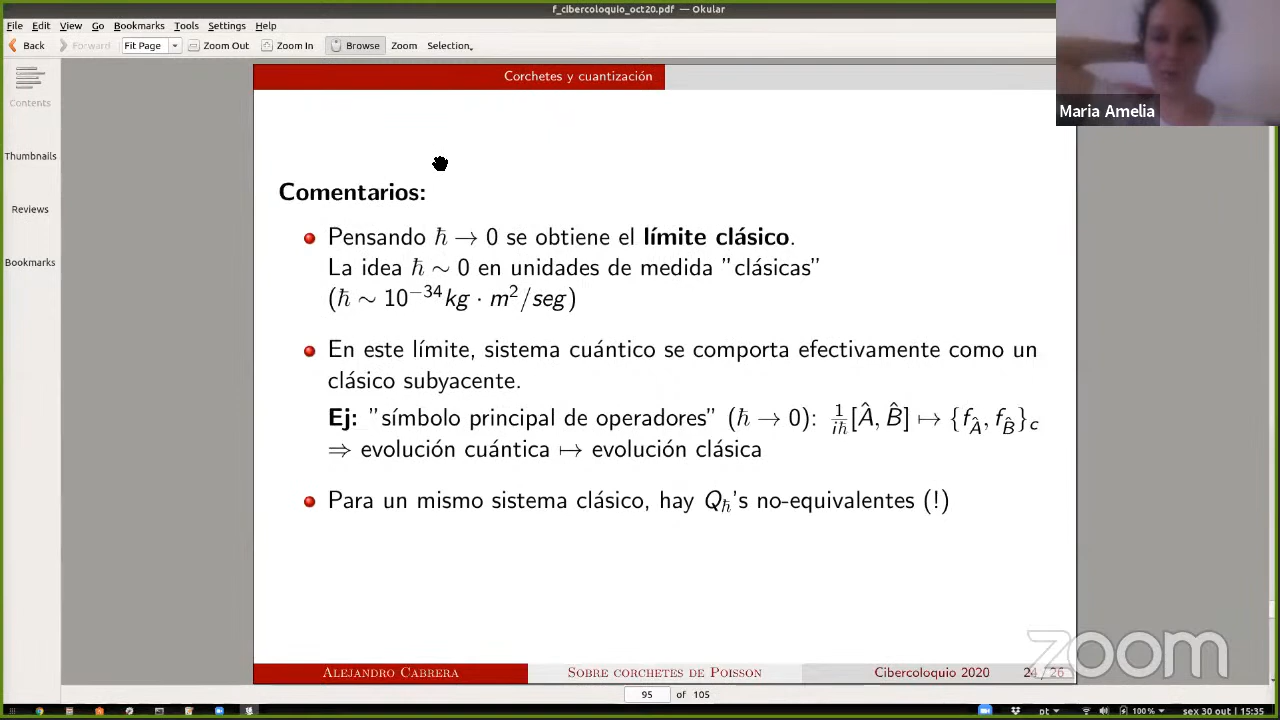 f_cibercoloquio_oct20.pdf — Okular
File Edit View Go Bookmarks Tools Settings Help
Back Forward Fit Page Zoom Out Zoom In Browse Zoom Selection
Contents
Thumbnails
Reviews
Bookmarks
Maria Amelia
Corchetes y cuantización
Comentarios:
Pensando ℏ → 0 se obtiene el límite clásico.
La idea ℏ ∼ 0 en unidades de medida "clásicas"
(ℏ ∼ 10⁻³⁴kg · m²/seg)
En este límite, sistema cuántico se comporta efectivamente como un
clásico subyacente.
Ej: "símbolo principal de operadores" (ℏ → 0): 1/iℏ[Â, B̂] ↦ {f_Â, f_B̂}_c
⇒ evolución cuántica ↦ evolución clásica
Para un mismo sistema clásico, hay Q_ℏ's no-equivalentes (!)
zoom
Alejandro Cabrera Sobre corchetes de Poisson Cibercoloquio 2020 24 / 26
95 of 105
pt 100% sex 30 out | 15:35